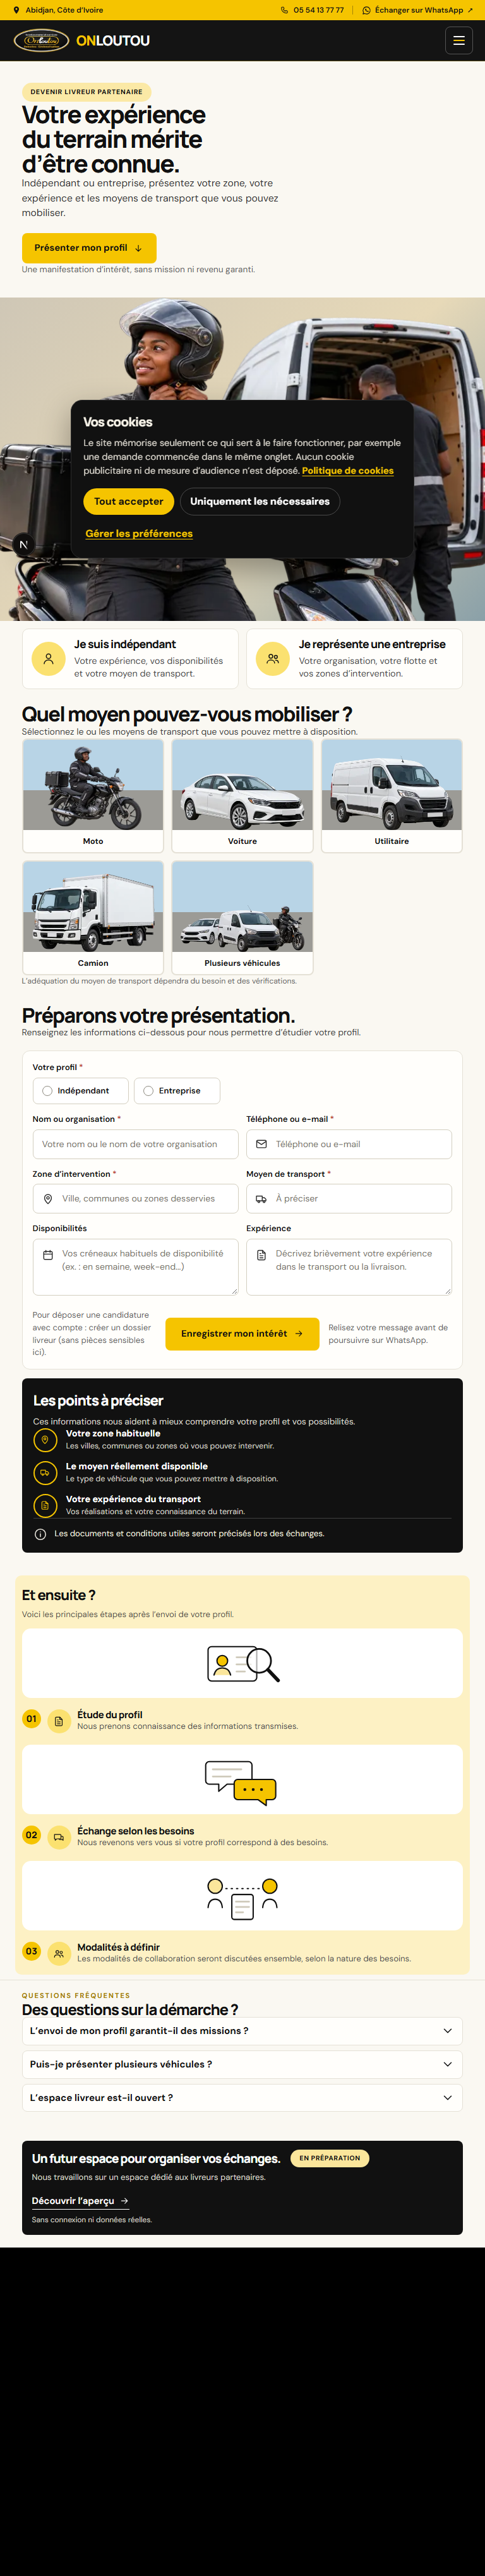 Abidjan, Côte d'Ivoire
05 54 13 77 77
Échanger sur WhatsApp ↗
ONLOUTOU
DEVENIR LIVREUR PARTENAIRE
Votre expérience
du terrain mérite
d'être connue.
Indépendant ou entreprise, présentez votre zone, votre
expérience et les moyens de transport que vous pouvez
mobiliser.
Présenter mon profil ↓
Une manifestation d'intérêt, sans mission ni revenu garanti.
Vos cookies
Le site mémorise seulement ce qui sert à le faire fonctionner, par exemple
une demande commencée dans le même onglet. Aucun cookie
publicitaire ni de mesure d'audience n'est déposé. Politique de cookies
Tout accepter
Uniquement les nécessaires
Gérer les préférences
N
Je suis indépendant
Votre expérience, vos disponibilités
et votre moyen de transport.
Je représente une entreprise
Votre organisation, votre flotte et
vos zones d'intervention.
Quel moyen pouvez-vous mobiliser ?
Sélectionnez le ou les moyens de transport que vous pouvez mettre à disposition.
Moto
Voiture
Utilitaire
Camion
Plusieurs véhicules
L'adéquation du moyen de transport dépendra du besoin et des vérifications.
Préparons votre présentation.
Renseignez les informations ci-dessous pour nous permettre d'étudier votre profil.
Votre profil *
Indépendant
Entreprise
Nom ou organisation *
Téléphone ou e-mail *
Votre nom ou le nom de votre organisation
Téléphone ou e-mail
Zone d'intervention *
Moyen de transport *
Ville, communes ou zones desservies
À préciser
Disponibilités
Expérience
Vos créneaux habituels de disponibilité
(ex. : en semaine, week-end…)
Décrivez brièvement votre expérience
dans le transport ou la livraison.
Pour déposer une candidature
avec compte : créer un dossier
livreur (sans pièces sensibles
ici).
Enregistrer mon intérêt →
Relisez votre message avant de
poursuivre sur WhatsApp.
Les points à préciser
Ces informations nous aident à mieux comprendre votre profil et vos possibilités.
Votre zone habituelle
Les villes, communes ou zones où vous pouvez intervenir.
Le moyen réellement disponible
Le type de véhicule que vous pouvez mettre à disposition.
Votre expérience du transport
Vos réalisations et votre connaissance du terrain.
Les documents et conditions utiles seront précisés lors des échanges.
Et ensuite ?
Voici les principales étapes après l'envoi de votre profil.
01
Étude du profil
Nous prenons connaissance des informations transmises.
02
Échange selon les besoins
Nous revenons vers vous si votre profil correspond à des besoins.
03
Modalités à définir
Les modalités de collaboration seront discutées ensemble, selon la nature des besoins.
QUESTIONS FRÉQUENTES
Des questions sur la démarche ?
L'envoi de mon profil garantit-il des missions ?
Puis-je présenter plusieurs véhicules ?
L'espace livreur est-il ouvert ?
Un futur espace pour organiser vos échanges.
EN PRÉPARATION
Nous travaillons sur un espace dédié aux livreurs partenaires.
Découvrir l'aperçu →
Sans connexion ni données réelles.